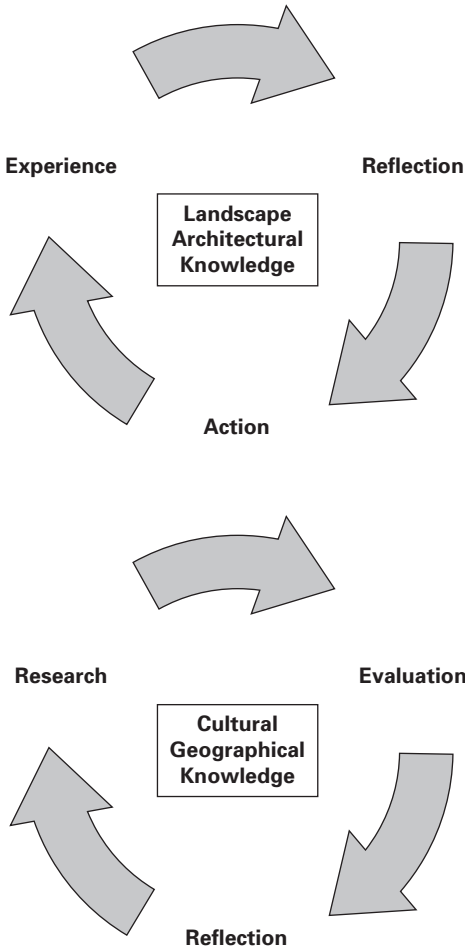 Experience
Reflection
Landscape
Architectural
Knowledge
Action
Research
Evaluation
Cultural
Geographical
Knowledge
Reflection